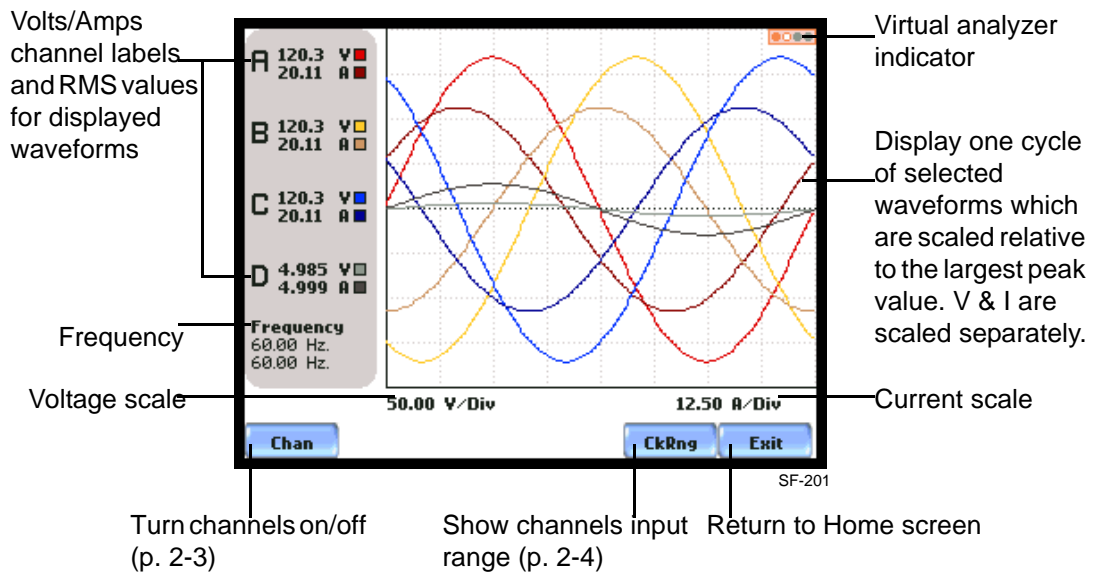 Volts/Amps
channel labels
and RMS values
for displayed
waveforms
Frequency
Voltage scale
A 120.3 V
20.11 A
B 120.3 V
20.11 A
C 120.3 V
20.11 A
D 4.985 V
4.999 A
Frequency
60.00 Hz.
60.00 Hz.
50.00 V/Div
12.50 A/Div
Chan
CkRng
Exit
Virtual analyzer
indicator
Display one cycle
of selected
waveforms which
are scaled relative
to the largest peak
value. V & I are
scaled separately.
Current scale
SF-201
Turn channels on/off
(p. 2-3)
Show channels input
range (p. 2-4)
Return to Home screen